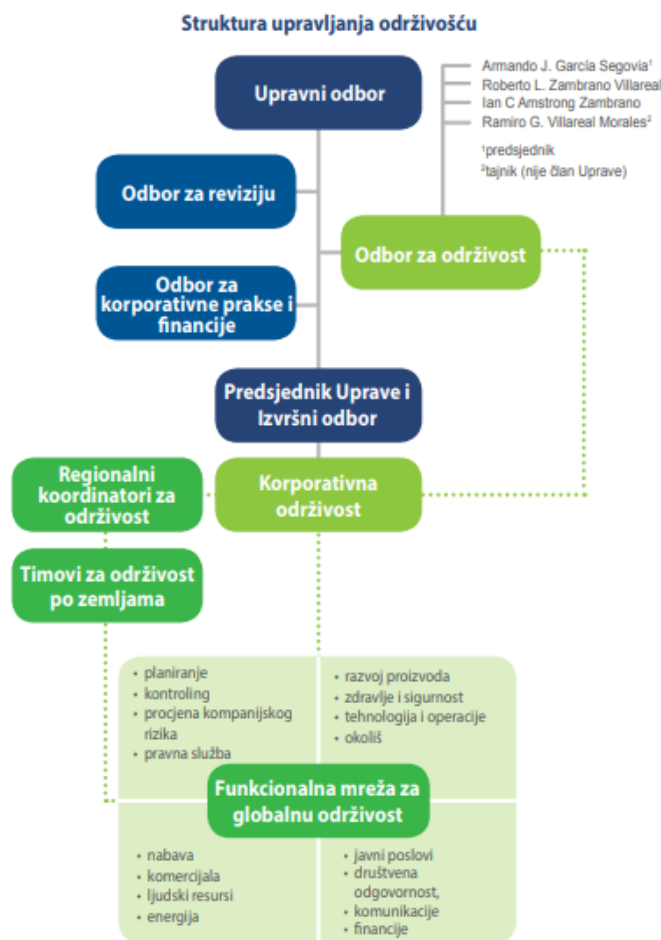 Struktura upravljanja održivošću
Upravni odbor
Armando J. García Segovia¹
Roberto L. Zambrano Villareal
Ian C Amstrong Zambrano
Ramiro G. Villareal Morales²
¹predsjednik
²tajnik (nije član Uprave)
Odbor za reviziju
Odbor za održivost
Odbor za
korporativne prakse i
financije
Predsjednik Uprave i
Izvršni odbor
Regionalni
koordinatori za
održivost
Korporativna
održivost
Timovi za održivost
po zemljama
• planiranje
• kontroling
• procjena kompanijskog
rizika
• pravna služba
• razvoj proizvoda
• zdravlje i sigurnost
• tehnologija i operacije
• okoliš
Funkcionalna mreža za
globalnu održivost
• nabava
• komercijala
• ljudski resursi
• energija
• javni poslovi
• društvena
odgovornost,
• komunikacije
• financije